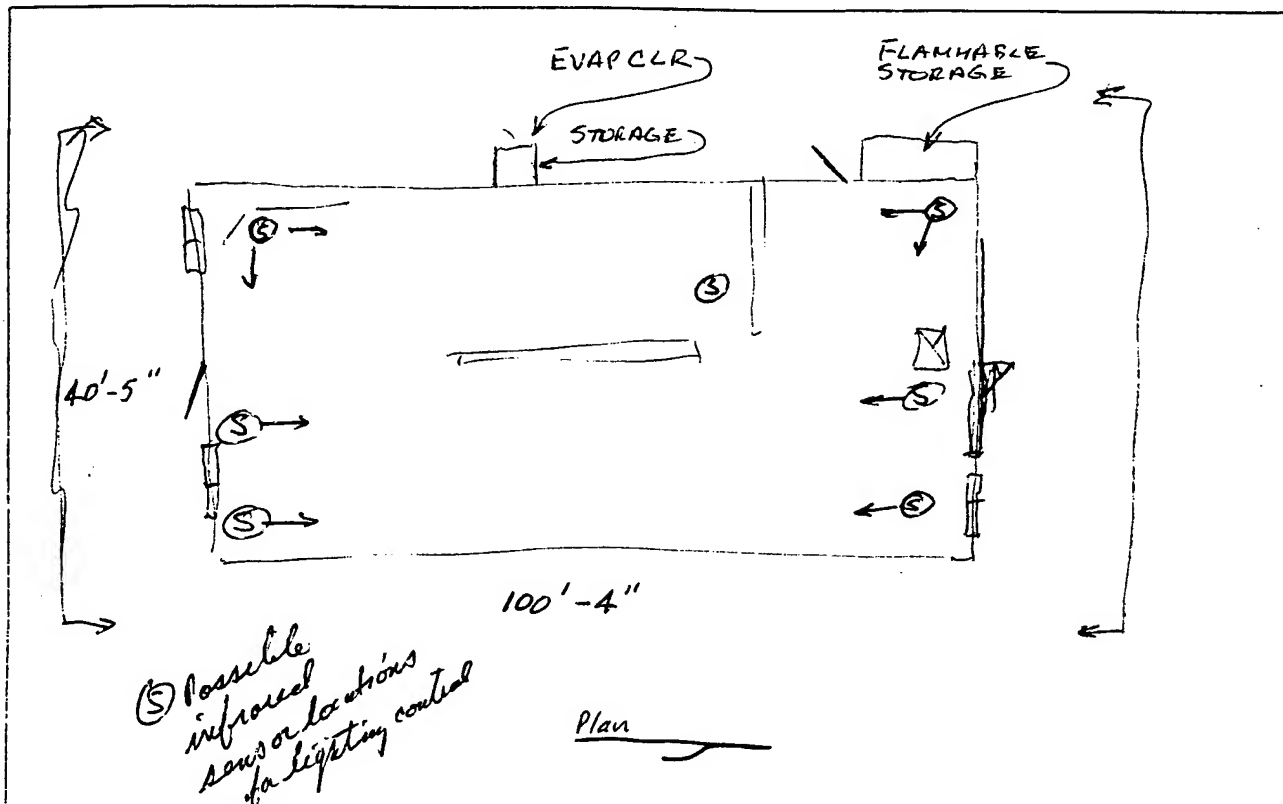 EVAP CLR
STORAGE
FLAMMABLE
STORAGE
S
S
S
S
S
S
S
40'-5"
100'-4"
Ⓢ Possible
infrared
sensor locations
for lighting control
Plan